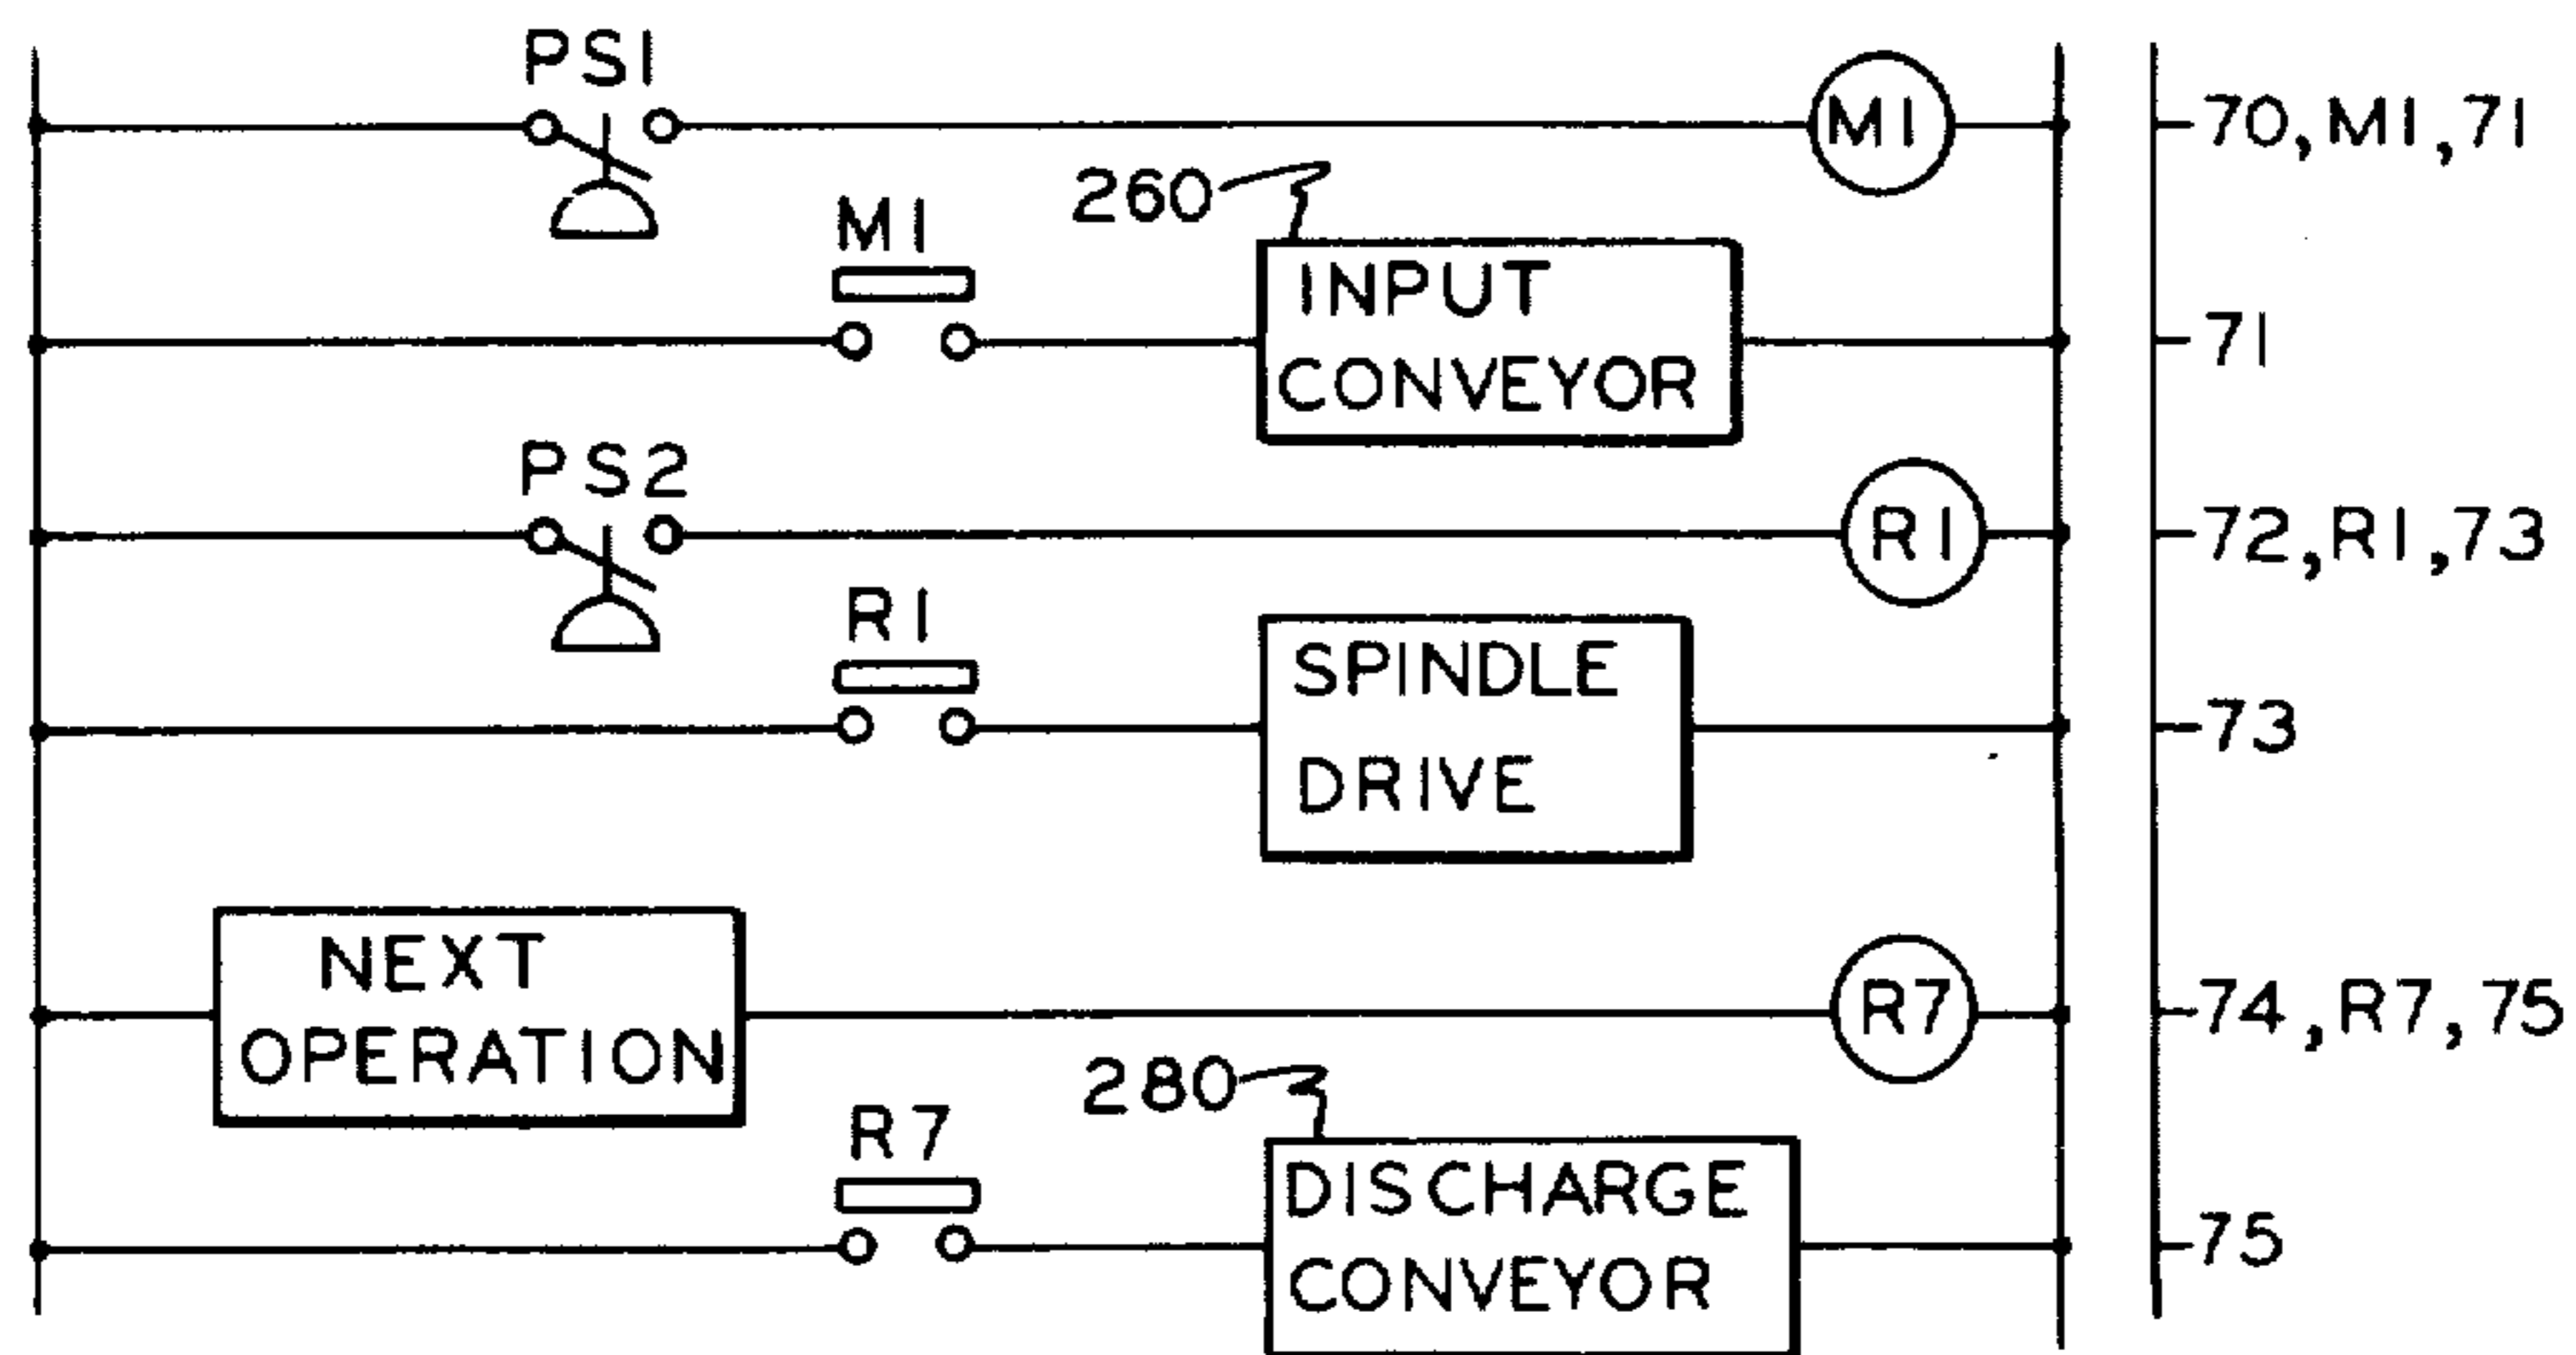 PS1
M1
70, M1, 71
260
M1
INPUT
CONVEYOR
71
PS2
R1
72, R1, 73
R1
SPINDLE
DRIVE
73
NEXT
OPERATION
R7
74, R7, 75
280
R7
DISCHARGE
CONVEYOR
75